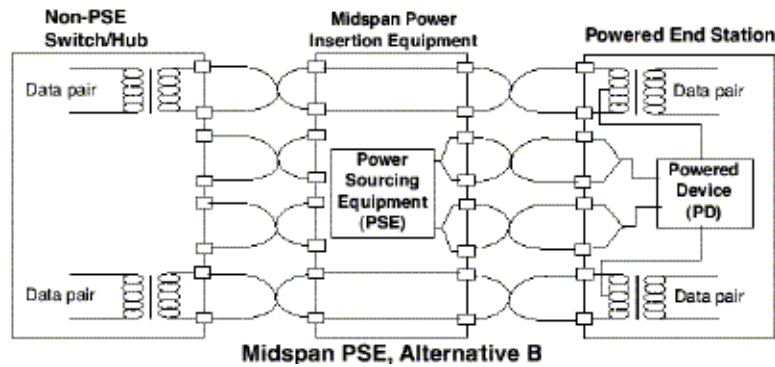 Non-PSE
Switch/Hub
Midspan Power
Insertion Equipment
Powered End Station
Data pair
Data pair
Power
Sourcing
Equipment
(PSE)
Powered
Device
(PD)
Data pair
Data pair
Midspan PSE, Alternative B